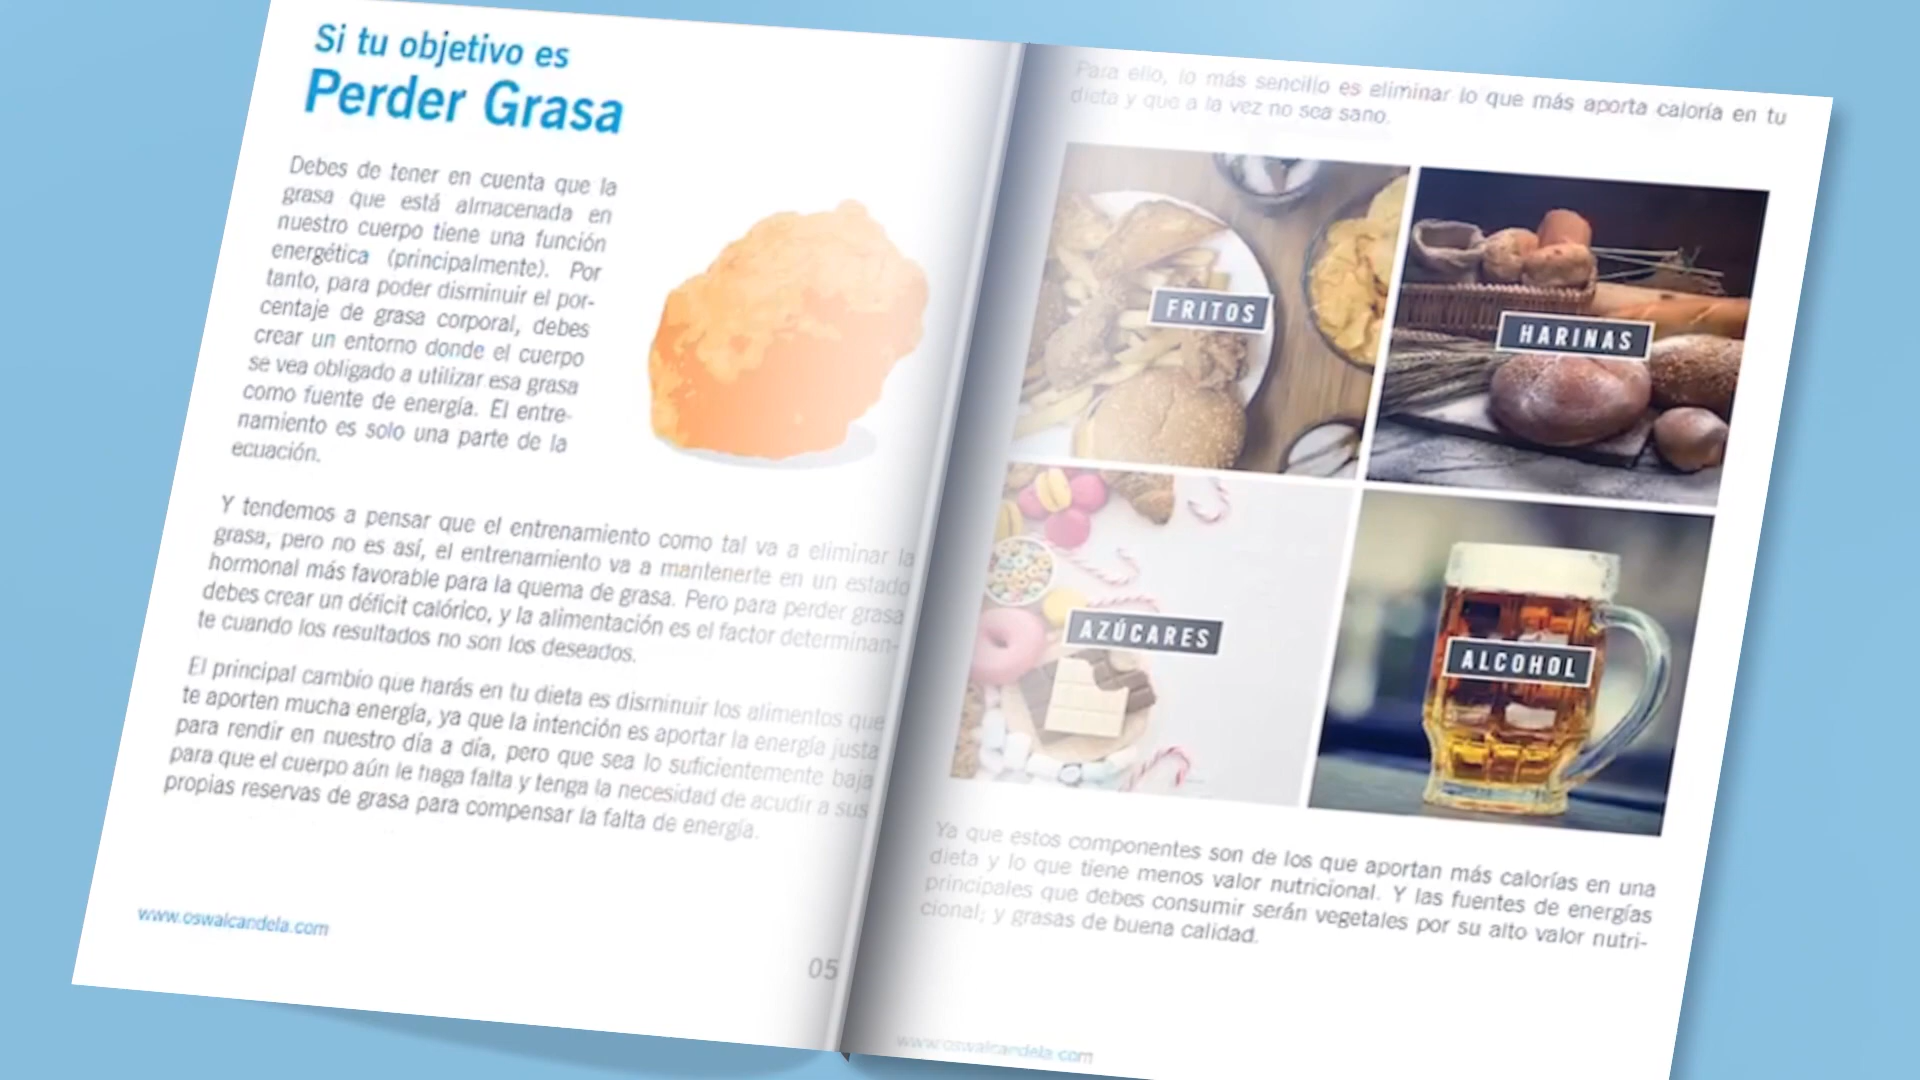 Si tu objetivo es
Perder Grasa
Debes de tener en cuenta que la
grasa que está almacenada en
nuestro cuerpo tiene una función
energética (principalmente). Por
tanto, para poder disminuir el por-
centaje de grasa corporal, debes
crear un entorno donde el cuerpo
se vea obligado a utilizar esa grasa
como fuente de energía. El entre-
namiento es solo una parte de la
ecuación.
Y tendemos a pensar que el entrenamiento como tal va a eliminar la
grasa, pero no es así, el entrenamiento va a mantenerte en un estado
hormonal más favorable para la quema de grasa. Pero para perder grasa
debes crear un déficit calórico, y la alimentación es el factor determinan-
te cuando los resultados no son los deseados.
El principal cambio que harás en tu dieta es disminuir los alimentos que
te aporten mucha energía, ya que la intención es aportar la energía justa
para rendir en nuestro día a día, pero que sea lo suficientemente baja
para que el cuerpo aún le haga falta y tenga la necesidad de acudir a sus
propias reservas de grasa para compensar la falta de energía.
www.oswalcandela.com
05
Para ello, lo más sencillo es eliminar lo que más aporta caloría en tu
dieta y que a la vez no sea sano.
FRITOS
HARINAS
AZÚCARES
ALCOHOL
Ya que estos componentes son de los que aportan más calorías en una
dieta y lo que tiene menos valor nutricional. Y las fuentes de energías
principales que debes consumir serán vegetales por su alto valor nutri-
cional; y grasas de buena calidad.
www.oswalcandela.com